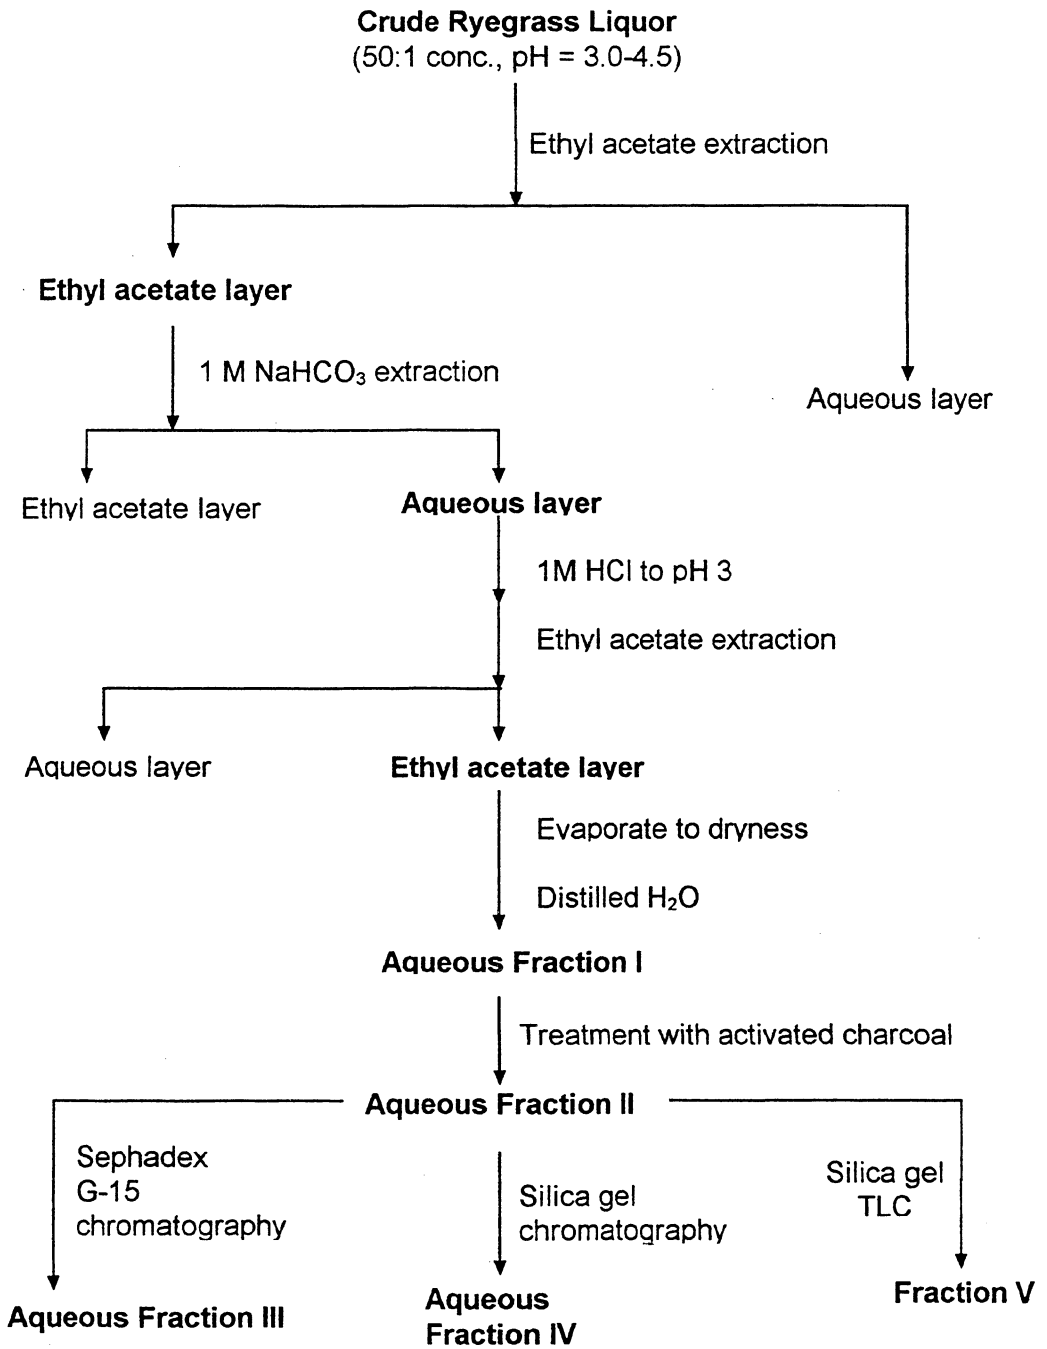 Crude Ryegrass Liquor
(50:1 conc., pH = 3.0-4.5)
Ethyl acetate extraction
Ethyl acetate layer
1 M NaHCO₃ extraction
Aqueous layer
Ethyl acetate layer
Aqueous layer
1M HCl to pH 3
Ethyl acetate extraction
Aqueous layer
Ethyl acetate layer
Evaporate to dryness
Distilled H₂O
Aqueous Fraction I
Treatment with activated charcoal
Aqueous Fraction II
Sephadex
G-15
chromatography
Silica gel
chromatography
Silica gel
TLC
Aqueous Fraction III
Aqueous
Fraction IV
Fraction V